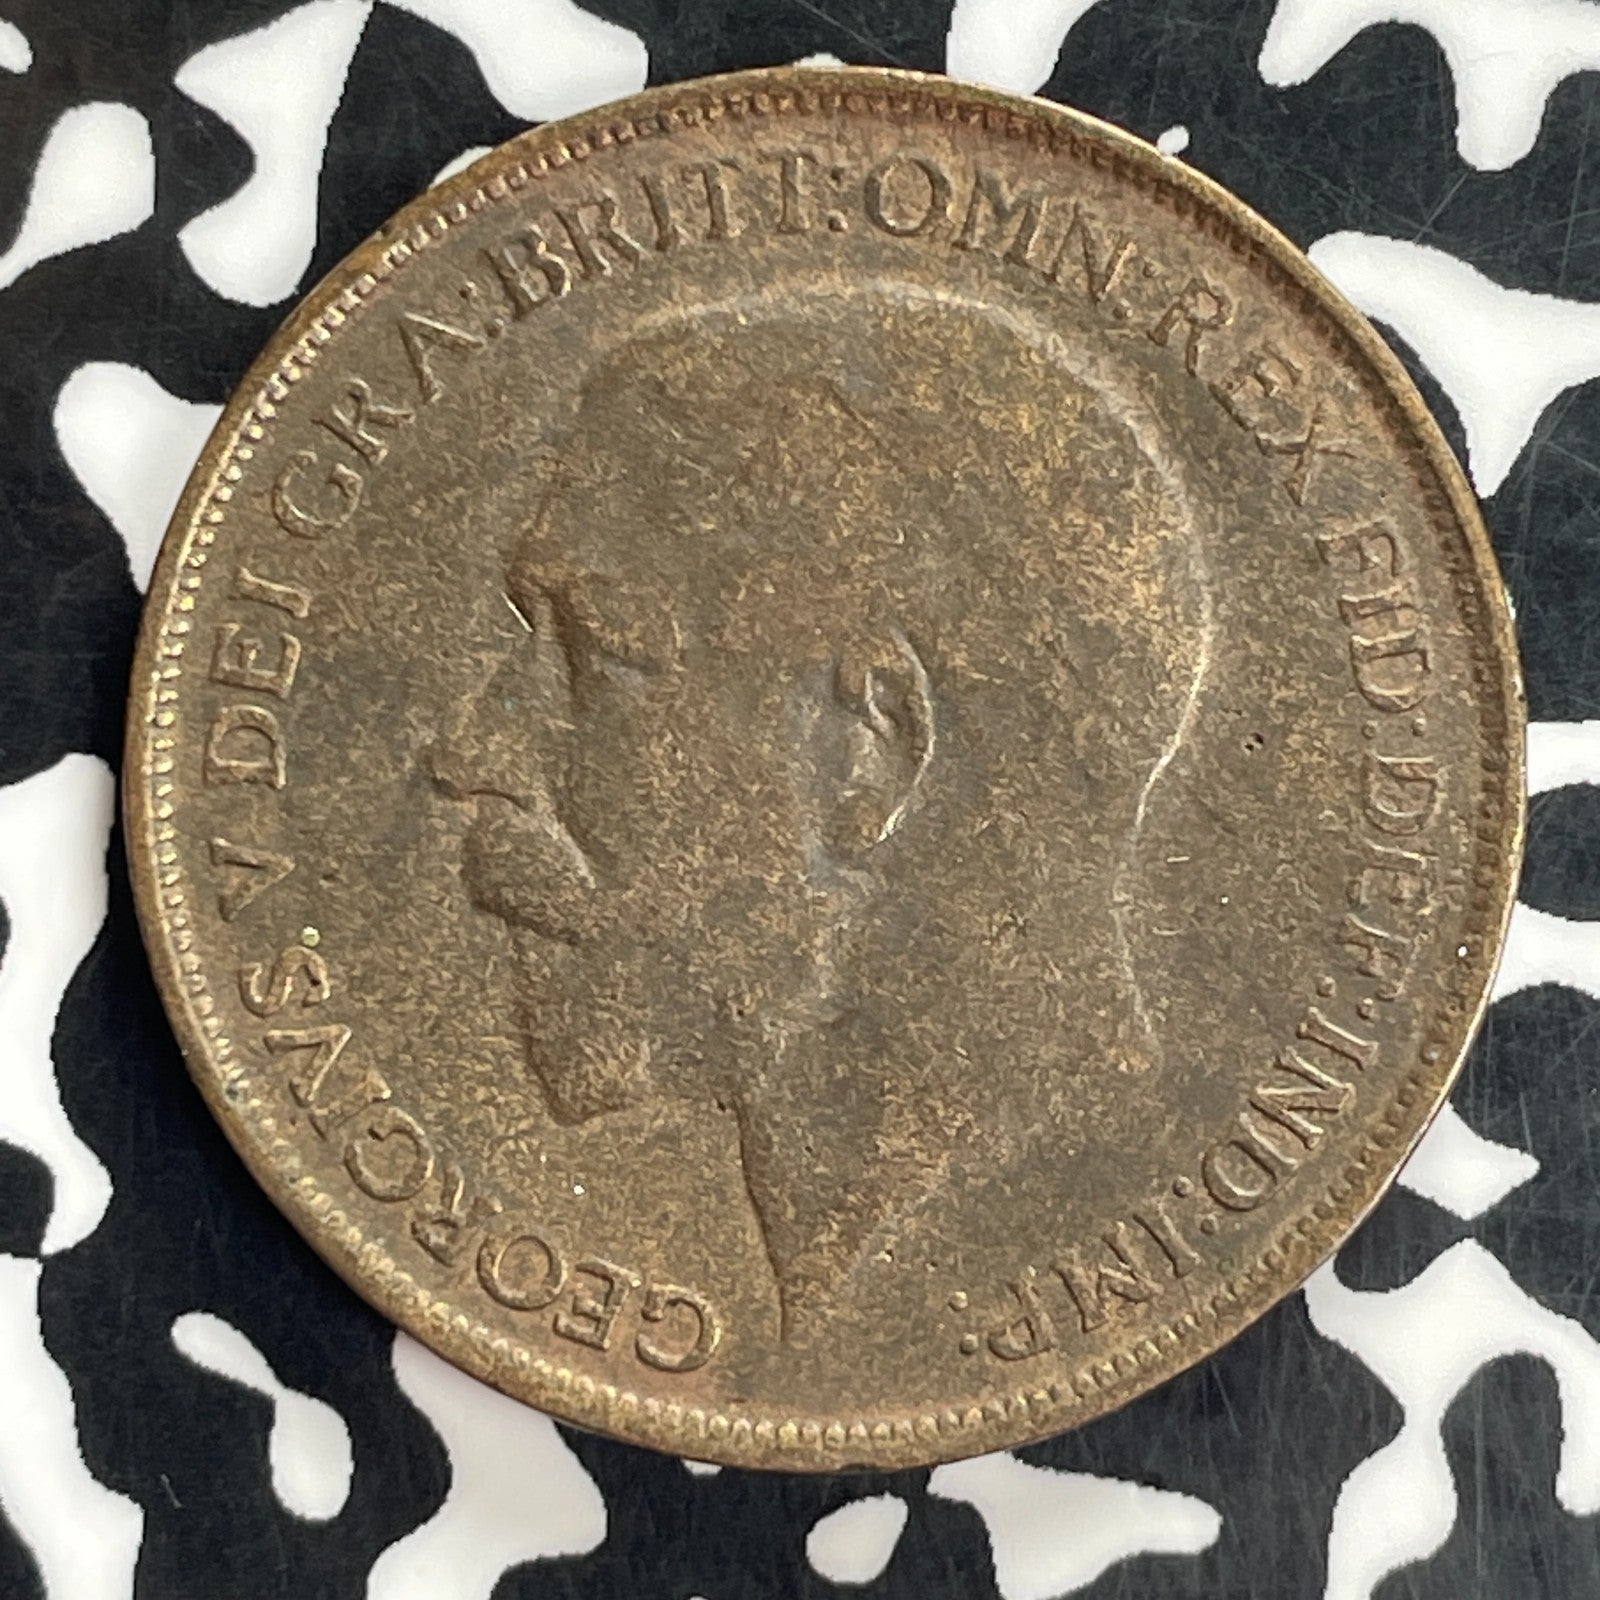 GEORGIVS V DEI GRA: BRITT: OMN: REX FID: DEF: IND: IMP: